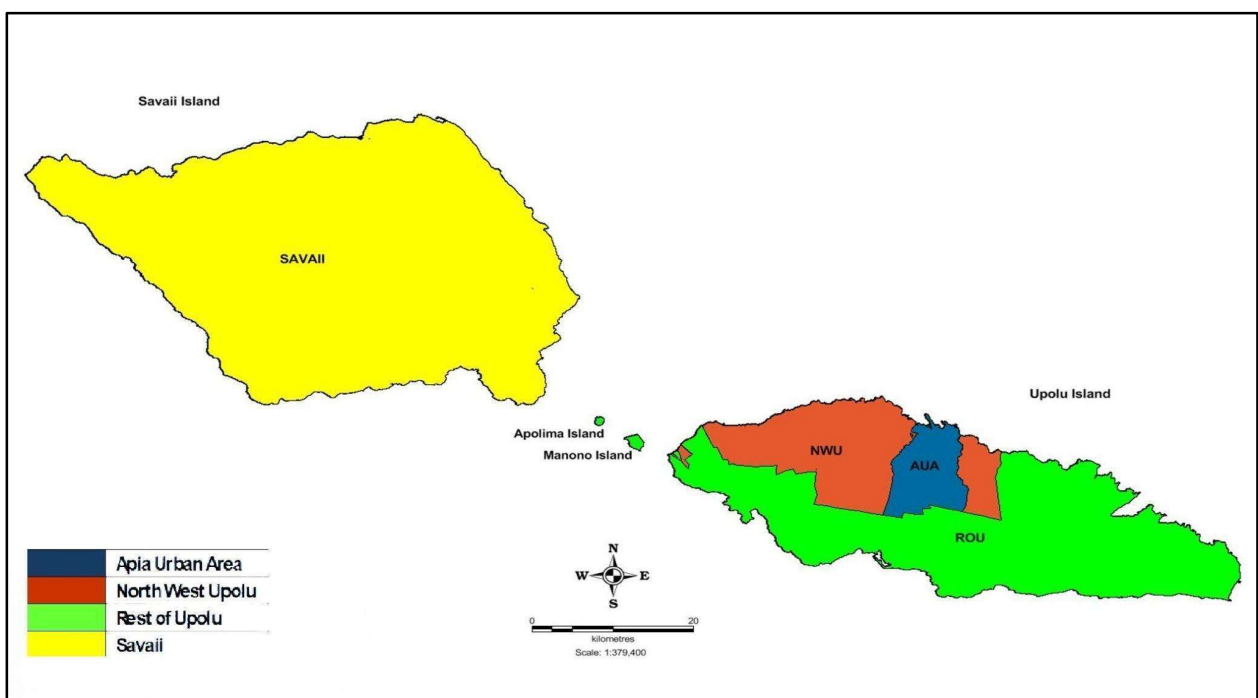 Savaii Island
SAVAII
Upolu Island
Apolima Island
Manono Island
NWU
AUA
ROU
N
W E
S
0 20
kilometres
Scale: 1:379,400
Apia Urban Area
North West Upolu
Rest of Upolu
Savaii